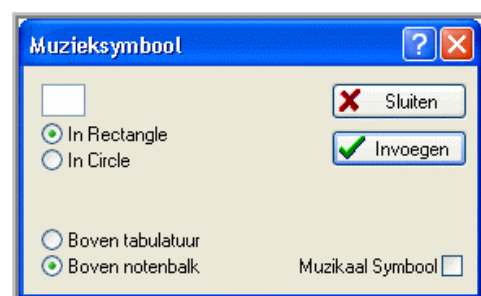 Muzieksymbool
Sluiten
In Rectangle
Invoegen
In Circle
Boven tabulatuur
Boven notenbalk
Muzikaal Symbool